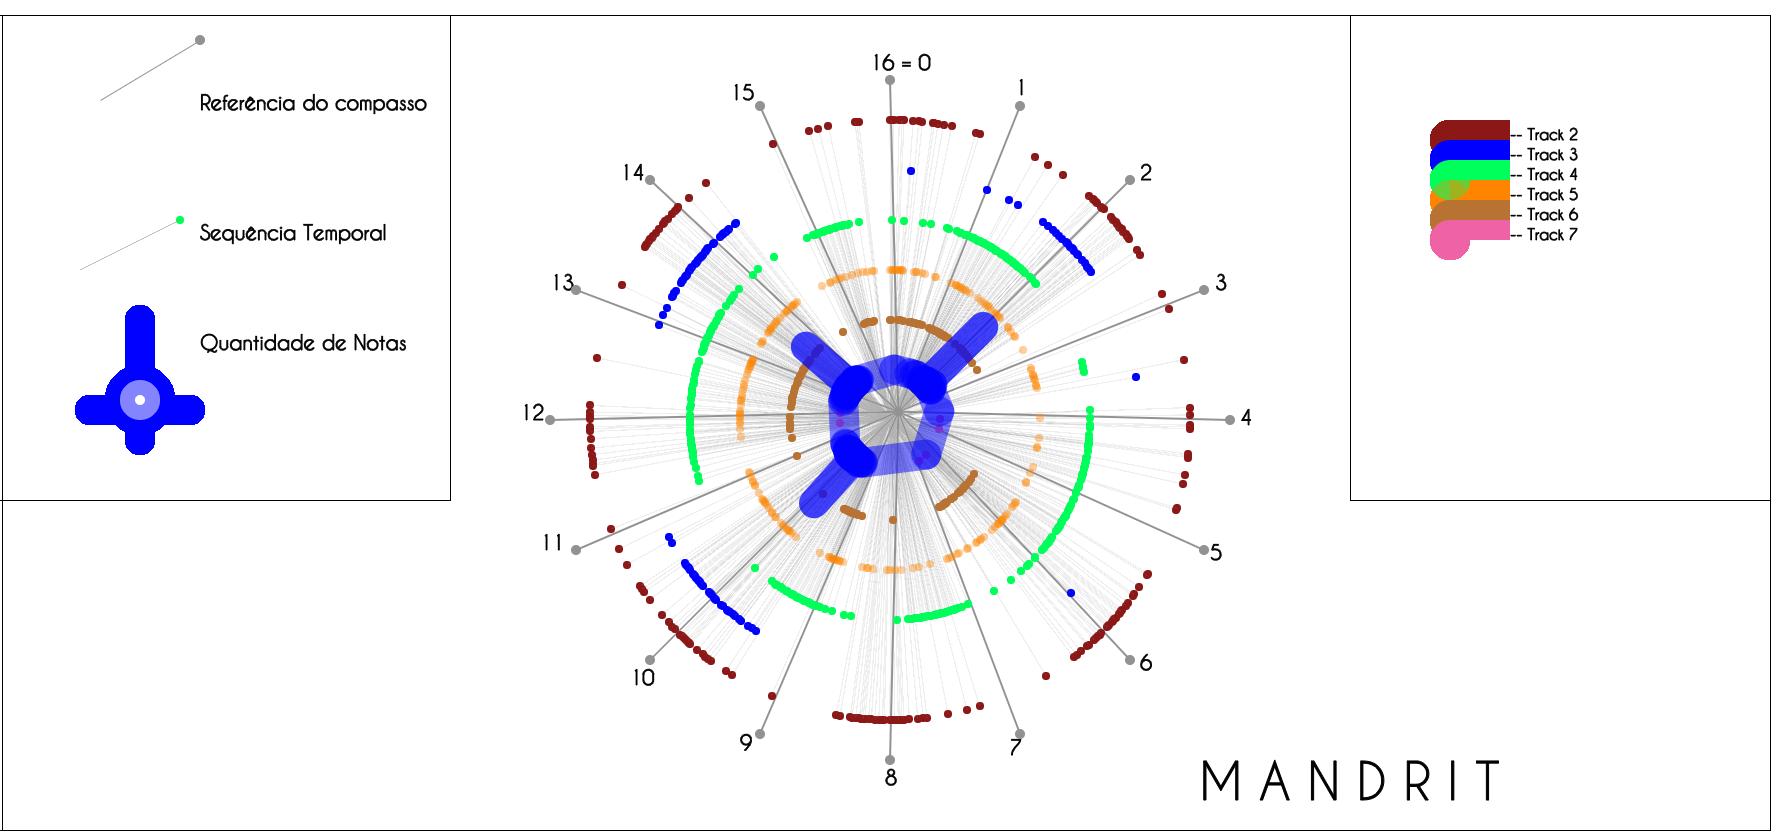 Referência do compasso
Sequência Temporal
Quantidade de Notas
16 = 0
1
2
3
4
5
6
7
8
9
10
11
12
13
14
15
-- Track 2
-- Track 3
-- Track 4
-- Track 5
-- Track 6
-- Track 7
MANDRIT